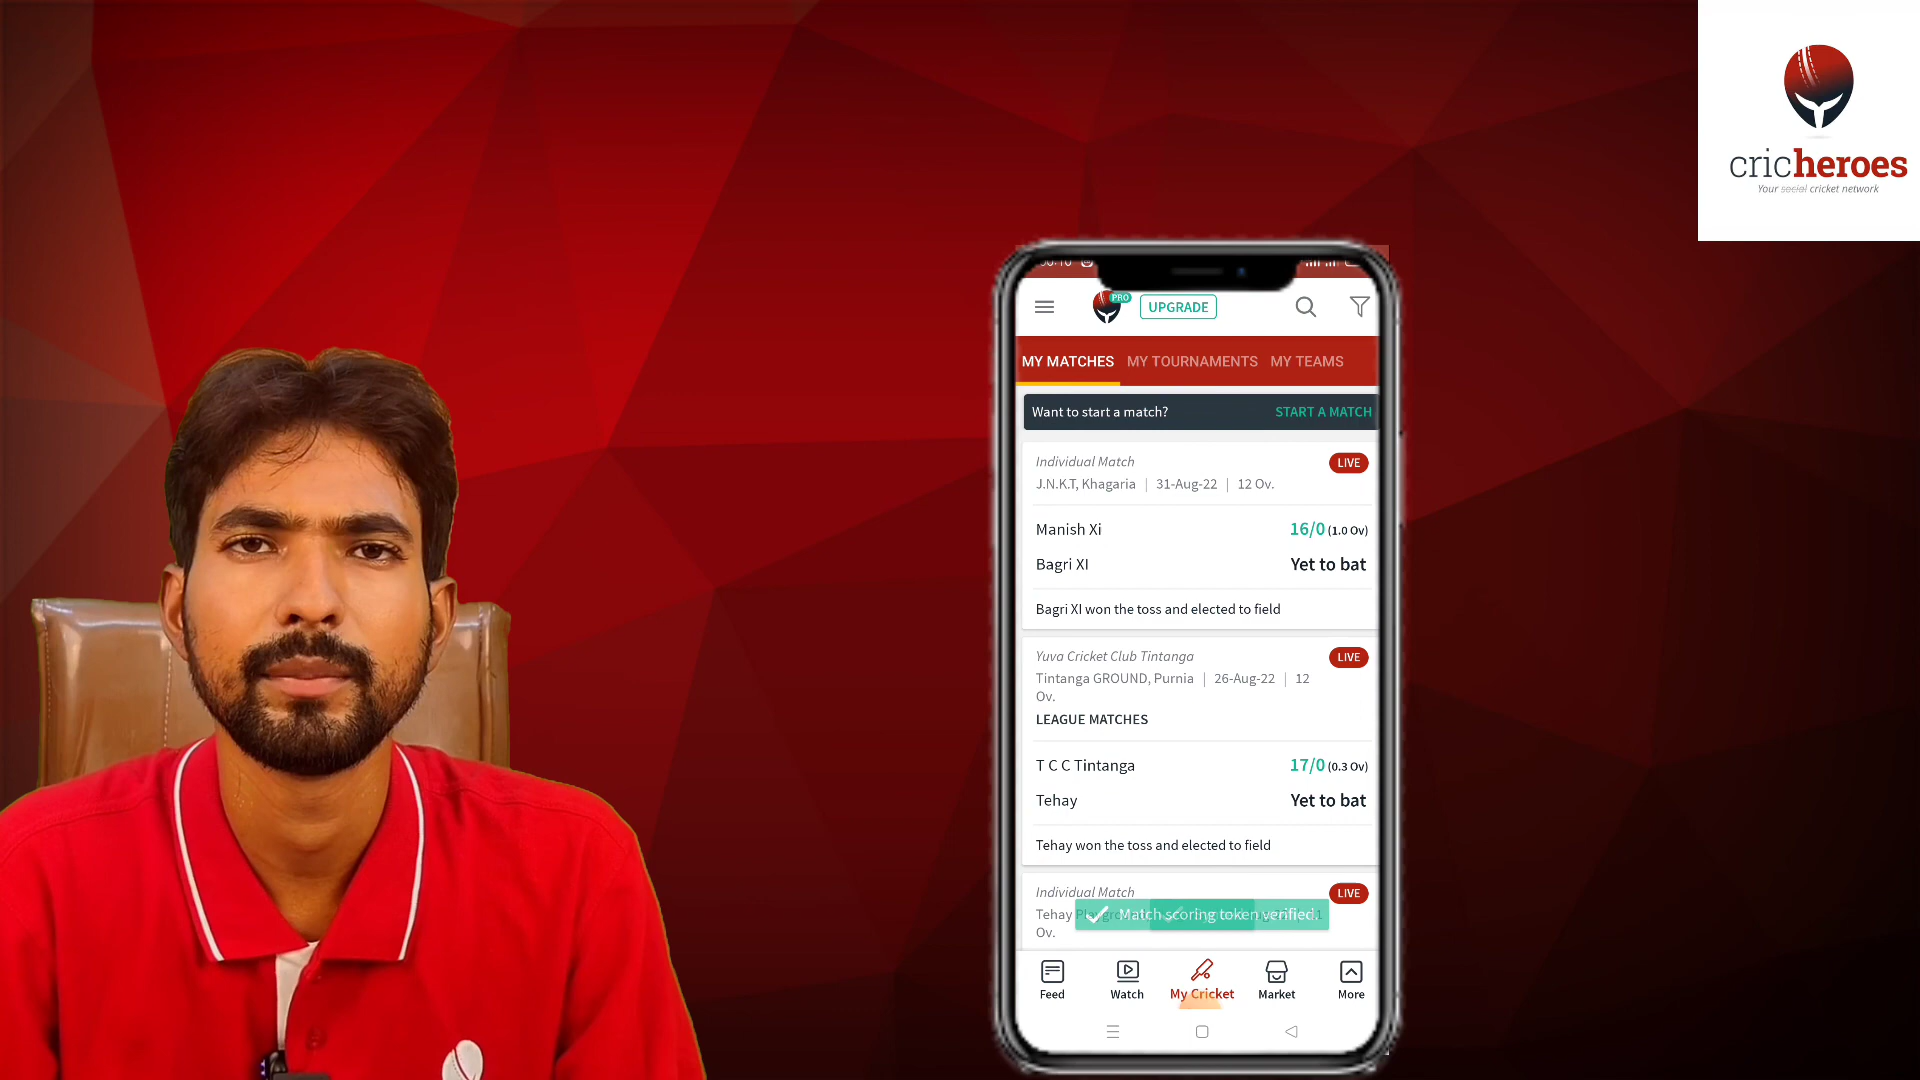 cricheroes
Your social cricket network
PRO
UPGRADE
MY MATCHES MY TOURNAMENTS MY TEAMS
Want to start a match? START A MATCH
Individual Match LIVE
J.N.K.T, Khagaria | 31-Aug-22 | 12 Ov.
Manish Xi 16/0 (1.0 Ov)
Bagri XI Yet to bat
Bagri XI won the toss and elected to field
Yuva Cricket Club Tintanga LIVE
Tintanga GROUND, Purnia | 26-Aug-22 | 12
Ov.
LEAGUE MATCHES
T C C Tintanga 17/0 (0.3 Ov)
Tehay Yet to bat
Tehay won the toss and elected to field
Individual Match LIVE
Tehay
Match scoring token verified.
Ov.
Feed Watch My Cricket Market More